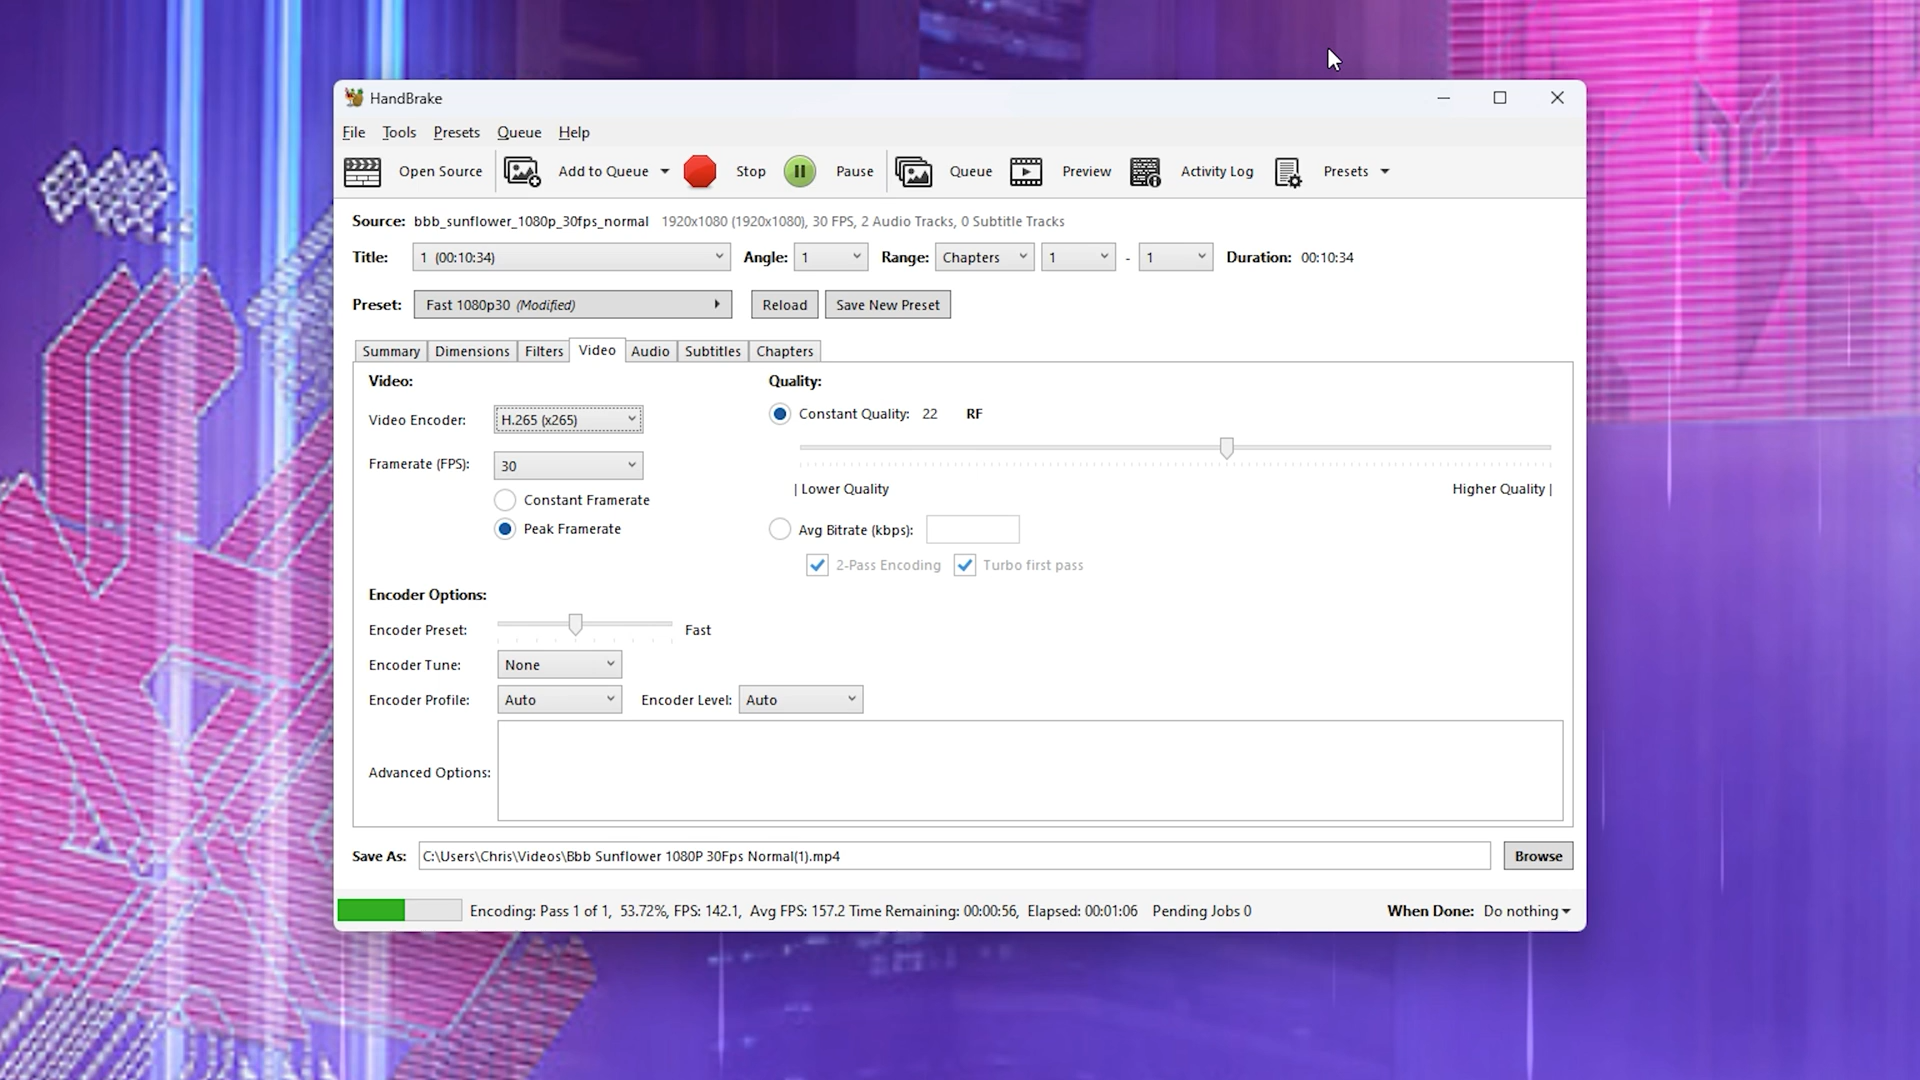 HandBrake
File Tools Presets Queue Help
Open Source Add to Queue Stop Pause Queue Preview Activity Log Presets
Source: bbb_sunflower_1080p_30fps_normal 1920x1080 (1920x1080), 30 FPS, 2 Audio Tracks, 0 Subtitle Tracks
Title: 1 (00:10:34) Angle: 1 Range: Chapters 1 - 1 Duration: 00:10:34
Preset: Fast 1080p30 (Modified) Reload Save New Preset
Summary Dimensions Filters Video Audio Subtitles Chapters
Video: Quality:
Video Encoder: H.265 (x265) Constant Quality: 22 RF
Framerate (FPS): 30
| Lower Quality Higher Quality |
Constant Framerate
Peak Framerate Avg Bitrate (kbps):
2-Pass Encoding Turbo first pass
Encoder Options:
Encoder Preset: Fast
Encoder Tune: None
Encoder Profile: Auto Encoder Level: Auto
Advanced Options:
Save As: C:\Users\Chris\Videos\Bbb Sunflower 1080P 30Fps Normal(1).mp4 Browse
Encoding: Pass 1 of 1, 53.72%, FPS: 142.1, Avg FPS: 157.2 Time Remaining: 00:00:56, Elapsed: 00:01:06 Pending Jobs 0 When Done: Do nothing